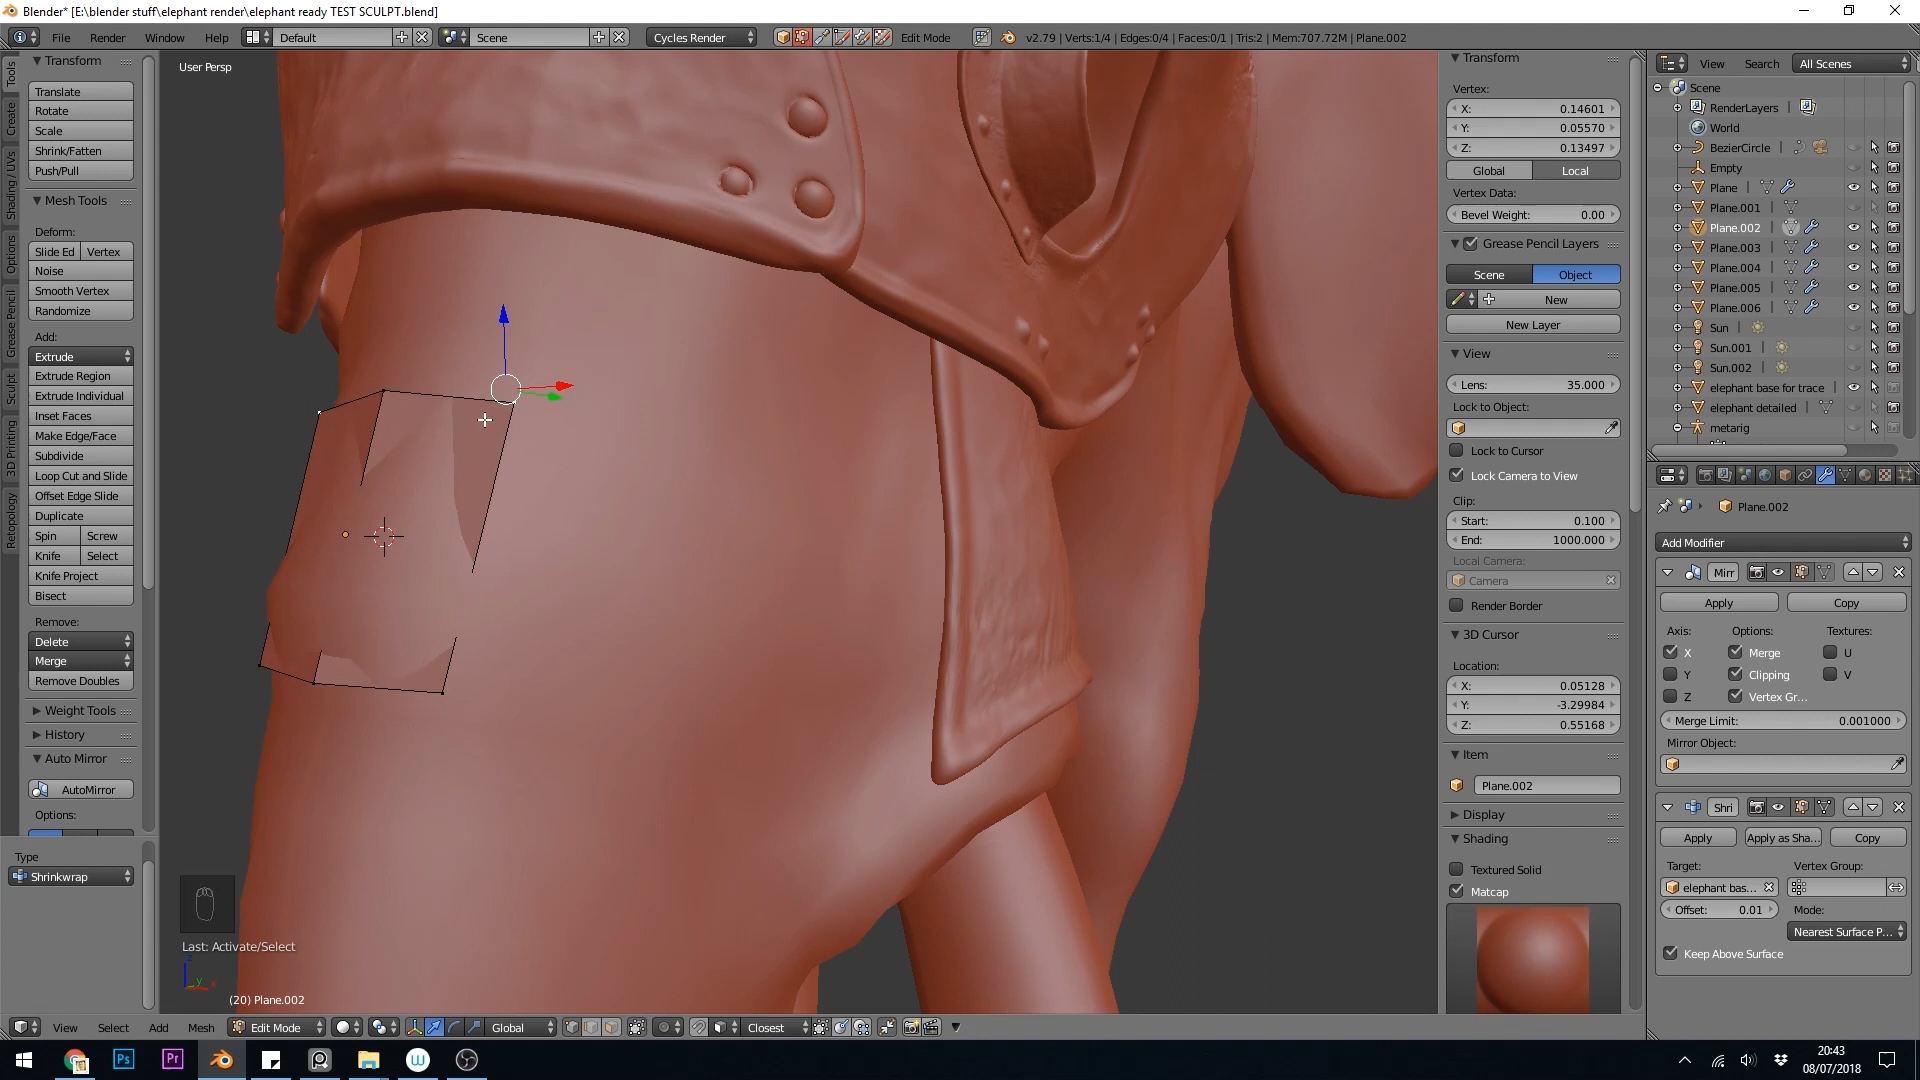 Blender* [E:\blender stuff\elephant render\elephant ready TEST SCULPT.blend]
File Render Window Help Default Scene Cycles Render Edit Mode v2.79 | Verts:1/4 | Edges:0/4 | Faces:0/1 | Tris:2 | Mem:707.72M | Plane.002
Tools
Create
Shading / UVs
Options
Grease Pencil
Sculpt
3D Printing
Retopology
Transform
Translate
Rotate
Scale
Shrink/Fatten
Push/Pull
Mesh Tools
Deform:
Slide Ed Vertex
Noise
Smooth Vertex
Randomize
Add:
Extrude
Extrude Region
Extrude Individual
Inset Faces
Make Edge/Face
Subdivide
Loop Cut and Slide
Offset Edge Slide
Duplicate
Spin Screw
Knife Select
Knife Project
Bisect
Remove:
Delete
Merge
Remove Doubles
Weight Tools
History
Auto Mirror
AutoMirror
Options:
Type
Shrinkwrap
User Persp
Last: Activate/Select
z
y
(20) Plane.002
Transform
Vertex:
X: 0.14601
Y: 0.05570
Z: 0.13497
Global Local
Vertex Data:
Bevel Weight: 0.00
Grease Pencil Layers
Scene Object
New
New Layer
View
Lens: 35.000
Lock to Object:
Lock to Cursor
Lock Camera to View
Clip:
Start: 0.100
End: 1000.000
Local Camera:
Camera
Render Border
3D Cursor
Location:
X: 0.05128
Y: -3.29984
Z: 0.55168
Item
Plane.002
Display
Shading
Textured Solid
Matcap
View Search All Scenes
Scene
RenderLayers
World
BezierCircle
Empty
Plane
Plane.001
Plane.002
Plane.003
Plane.004
Plane.005
Plane.006
Sun
Sun.001
Sun.002
elephant base for trace
elephant detailed
metarig
Plane.002
Add Modifier
Mirr
Apply Copy
Axis: Options: Textures:
X Merge U
Y Clipping V
Z Vertex Gr...
Merge Limit: 0.001000
Mirror Object:
Shri
Apply Apply as Sha... Copy
Target: Vertex Group:
elephant bas...
Offset: 0.01 Mode:
Nearest Surface P...
Keep Above Surface
View Select Add Mesh Edit Mode Global Closest
Ps Pr W
20:43
08/07/2018